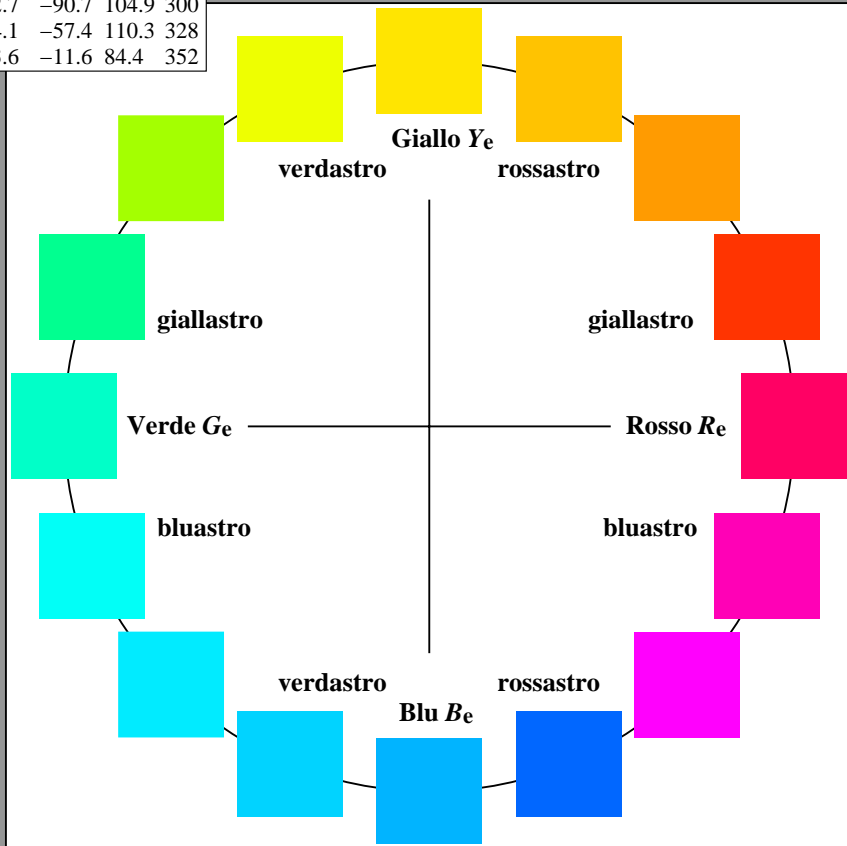 −90.7 104.9 300
−57.4 110.3 328
−11.6 84.4 352
Giallo Ye
verdastro rossastro
giallastro giallastro
Verde Ge Rosso Re
bluastro bluastro
verdastro rossastro
Blu Be